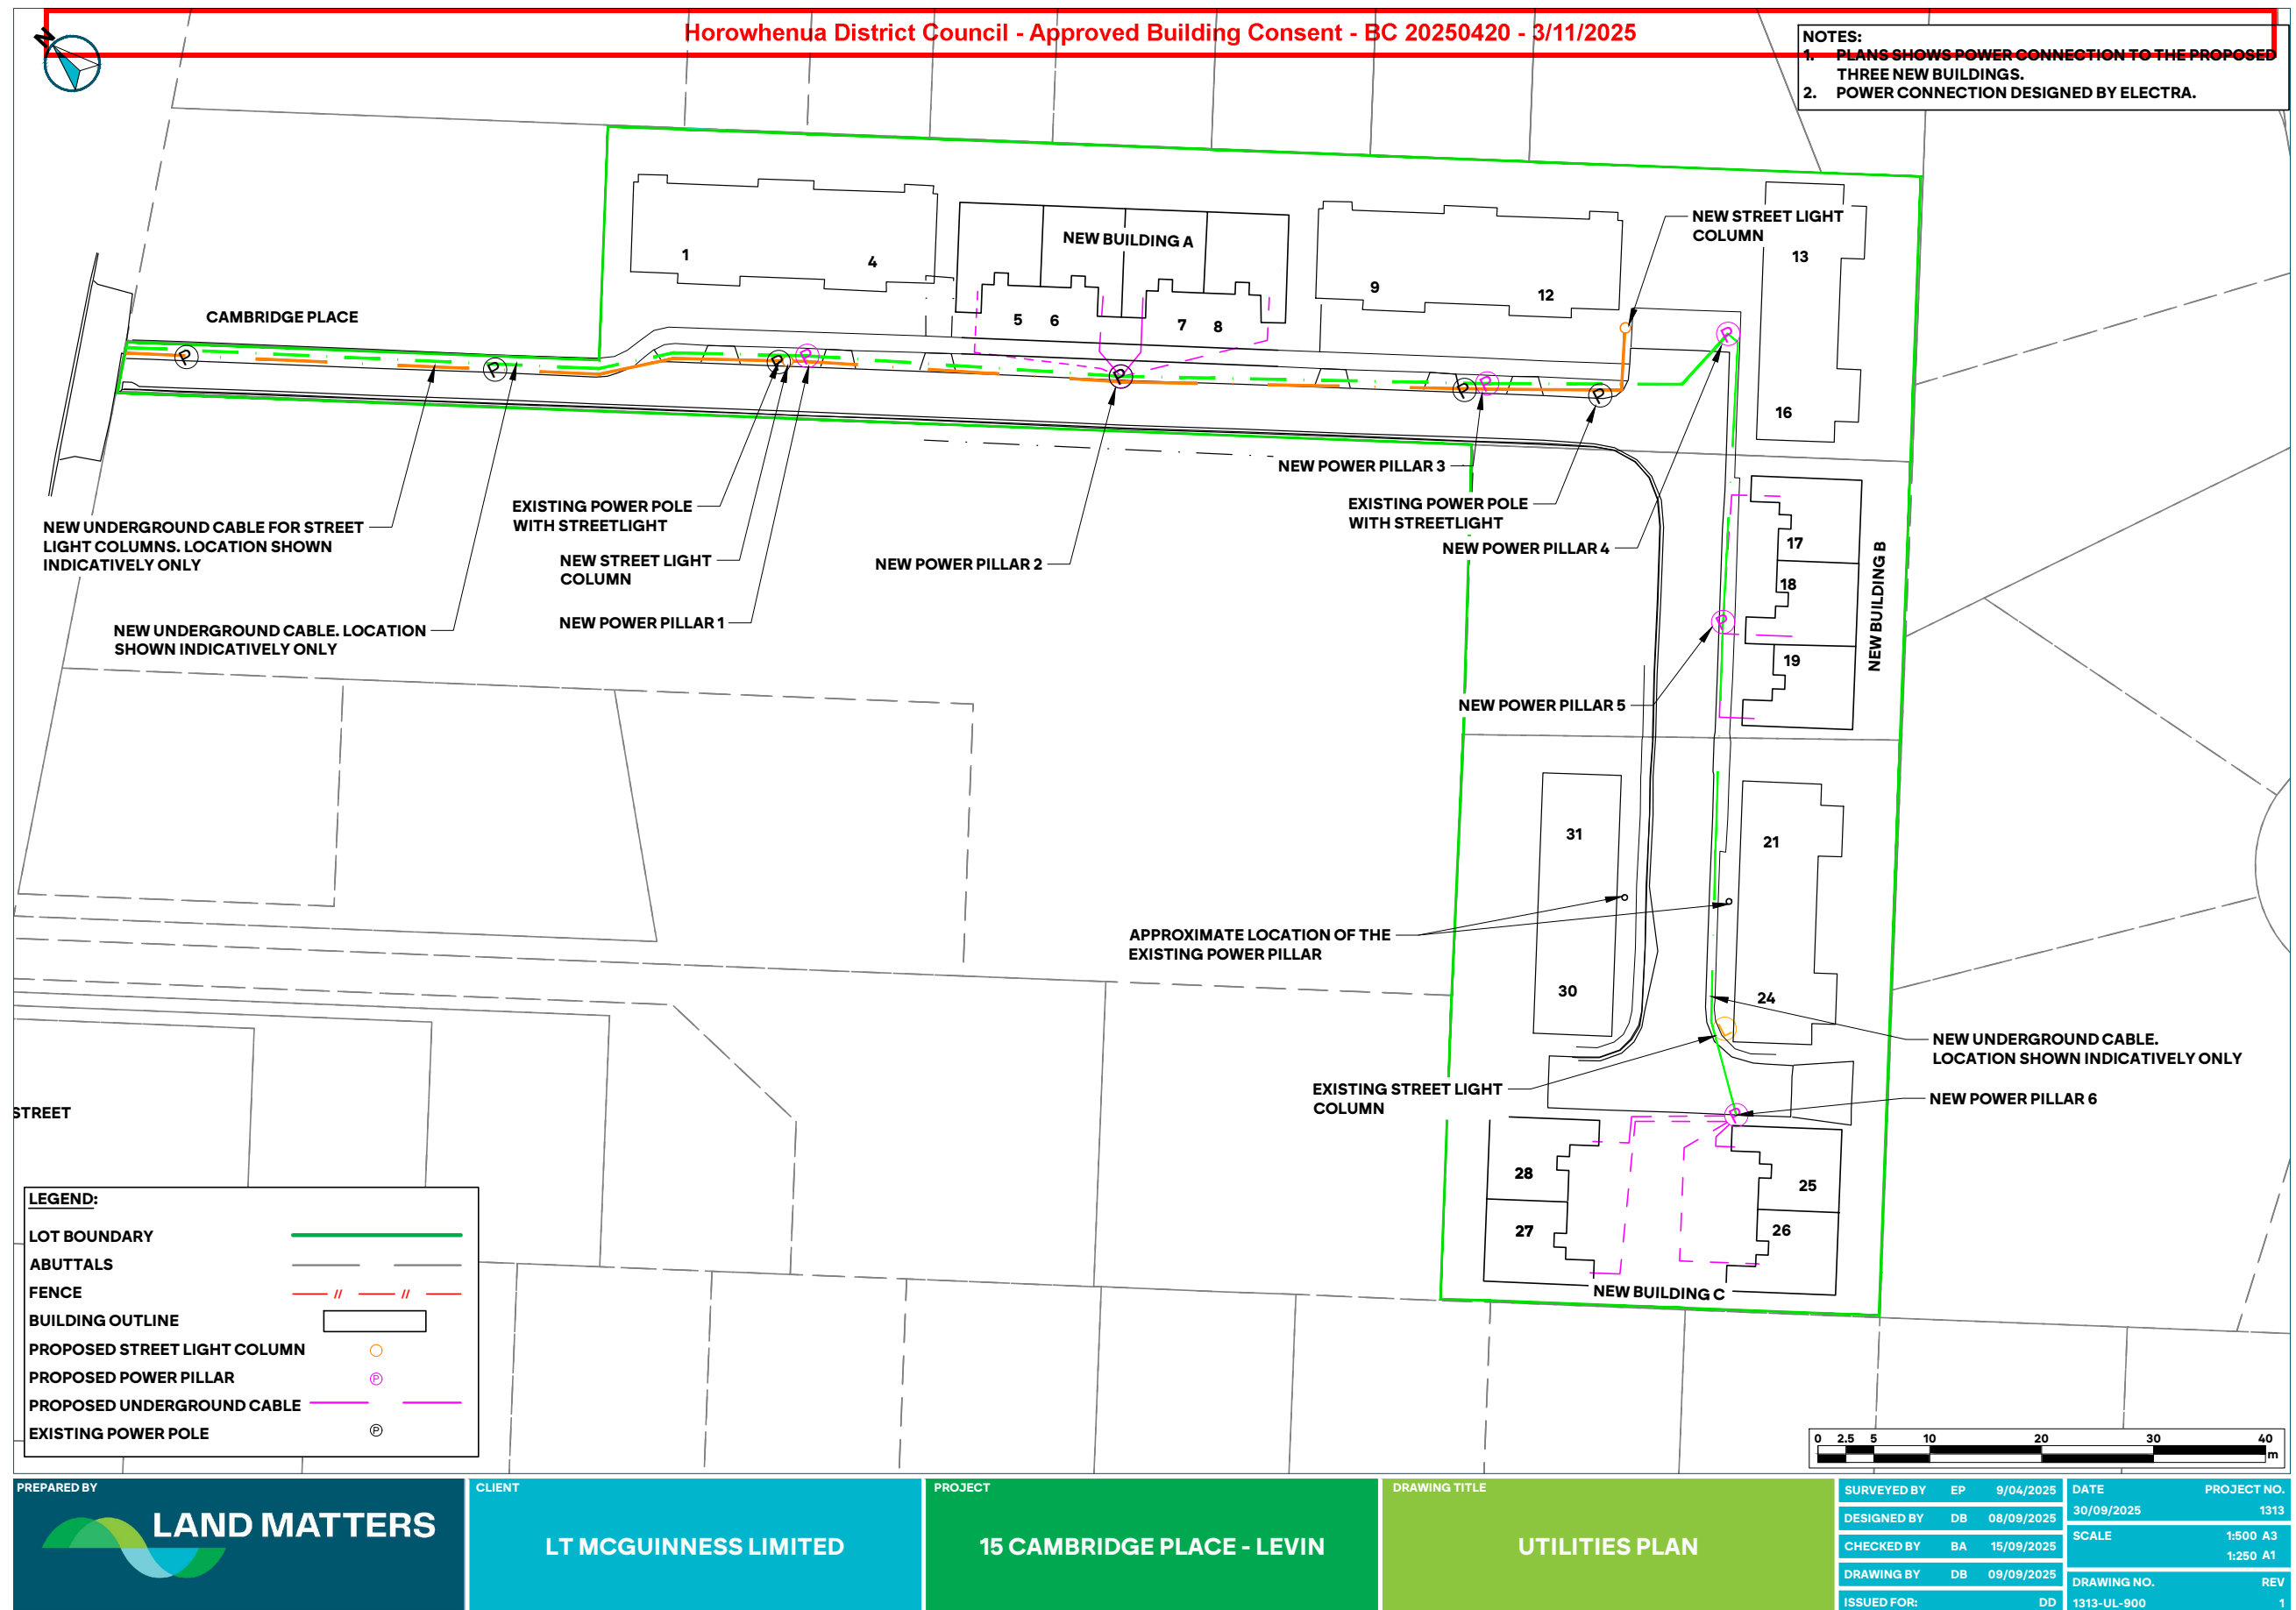 Horowhenua District Council - Approved Building Consent - BC 20250420 - 3/11/2025
N
NOTES:
1. PLANS SHOWS POWER CONNECTION TO THE PROPOSED
THREE NEW BUILDINGS.
2. POWER CONNECTION DESIGNED BY ELECTRA.
NEW STREET LIGHT
COLUMN
NEW BUILDING A
1
4
5
6
7
8
9
12
13
16
CAMBRIDGE PLACE
P
P
P
P
P
P
P
P
P
NEW UNDERGROUND CABLE FOR STREET
LIGHT COLUMNS. LOCATION SHOWN
INDICATIVELY ONLY
NEW UNDERGROUND CABLE. LOCATION
SHOWN INDICATIVELY ONLY
EXISTING POWER POLE
WITH STREETLIGHT
NEW STREET LIGHT
COLUMN
NEW POWER PILLAR 1
NEW POWER PILLAR 2
NEW POWER PILLAR 3
EXISTING POWER POLE
WITH STREETLIGHT
NEW POWER PILLAR 4
NEW POWER PILLAR 5
P
17
18
19
NEW BUILDING B
31
30
21
24
APPROXIMATE LOCATION OF THE
EXISTING POWER PILLAR
EXISTING STREET LIGHT
COLUMN
NEW UNDERGROUND CABLE.
LOCATION SHOWN INDICATIVELY ONLY
NEW POWER PILLAR 6
P
28
27
25
26
NEW BUILDING C
STREET
LEGEND:
LOT BOUNDARY
ABUTTALS
FENCE
BUILDING OUTLINE
PROPOSED STREET LIGHT COLUMN
PROPOSED POWER PILLAR P
PROPOSED UNDERGROUND CABLE
EXISTING POWER POLE P
0 2.5 5 10 20 30 40
m
PREPARED BY
LAND MATTERS
CLIENT
LT MCGUINNESS LIMITED
PROJECT
15 CAMBRIDGE PLACE - LEVIN
DRAWING TITLE
UTILITIES PLAN
SURVEYED BY EP 9/04/2025
DESIGNED BY DB 08/09/2025
CHECKED BY BA 15/09/2025
DRAWING BY DB 09/09/2025
ISSUED FOR: DD
DATE PROJECT NO.
30/09/2025 1313
SCALE 1:500 A3
1:250 A1
DRAWING NO. REV
1313-UL-900 1